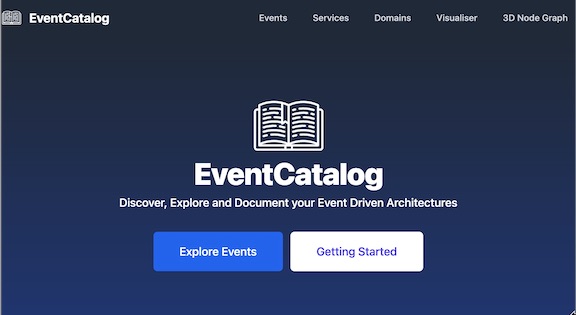 EventCatalog
Events Services Domains Visualiser 3D Node Graph
EventCatalog
Discover, Explore and Document your Event Driven Architectures
Explore Events
Getting Started